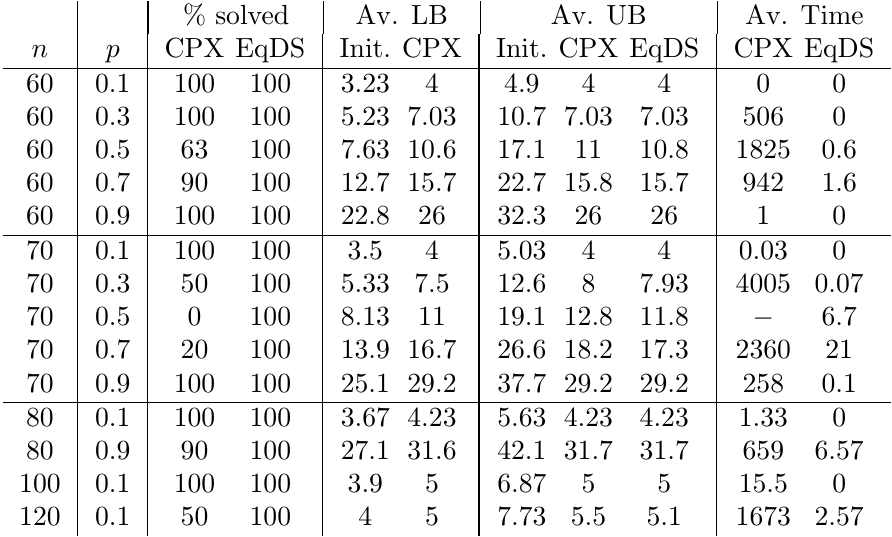 % solved Av. LB Av. UB Av. Time
n p CPX EqDS Init. CPX Init. CPX EqDS CPX EqDS
60 0.1 100 100 3.23 4 4.9 4 4 0 0
60 0.3 100 100 5.23 7.03 10.7 7.03 7.03 506 0
60 0.5 63 100 7.63 10.6 17.1 11 10.8 1825 0.6
60 0.7 90 100 12.7 15.7 22.7 15.8 15.7 942 1.6
60 0.9 100 100 22.8 26 32.3 26 26 1 0
70 0.1 100 100 3.5 4 5.03 4 4 0.03 0
70 0.3 50 100 5.33 7.5 12.6 8 7.93 4005 0.07
70 0.5 0 100 8.13 11 19.1 12.8 11.8 − 6.7
70 0.7 20 100 13.9 16.7 26.6 18.2 17.3 2360 21
70 0.9 100 100 25.1 29.2 37.7 29.2 29.2 258 0.1
80 0.1 100 100 3.67 4.23 5.63 4.23 4.23 1.33 0
80 0.9 90 100 27.1 31.6 42.1 31.7 31.7 659 6.57
100 0.1 100 100 3.9 5 6.87 5 5 15.5 0
120 0.1 50 100 4 5 7.73 5.5 5.1 1673 2.57